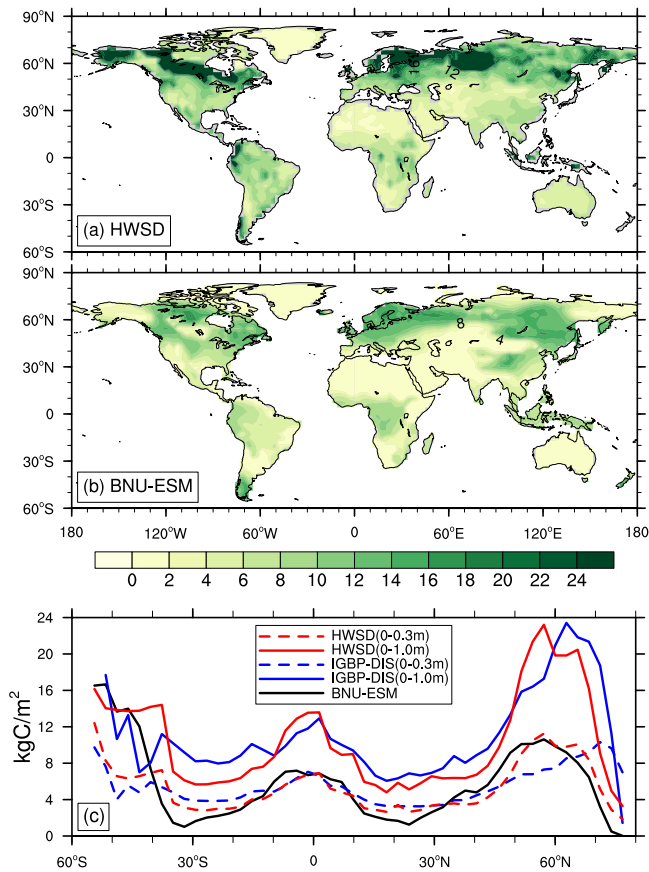 90°N
60°N
30°N
0
30°S
60°S
16
12
(a) HWSD
90°N
60°N
30°N
0
30°S
60°S
8
4
(b) BNU-ESM
180 120°W 60°W 0 60°E 120°E 180
0 2 4 6 8 10 12 14 16 18 20 22 24
24
20
16
12
8
4
0
kgC/m²
HWSD(0-0.3m)
HWSD(0-1.0m)
IGBP-DIS(0-0.3m)
IGBP-DIS(0-1.0m)
BNU-ESM
(c)
60°S 30°S 0 30°N 60°N